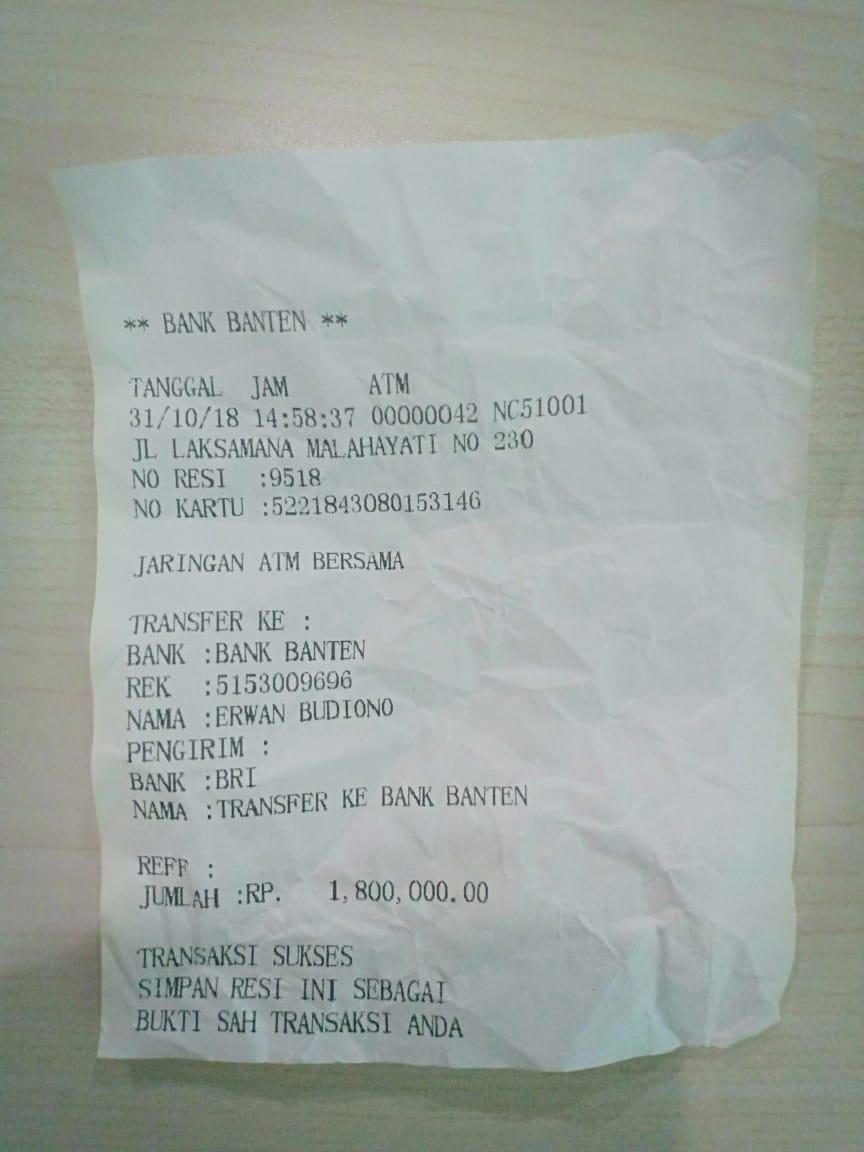 ** BANK BANTEN **
TANGGAL JAM ATM
31/10/18 14:58:37 00000042 NC51001
JL LAKSAMANA MALAHAYATI NO 230
NO RESI :9518
NO KARTU :5221843080153146
JARINGAN ATM BERSAMA
TRANSFER KE :
BANK :BANK BANTEN
REK :5153009696
NAMA :ERWAN BUDIONO
PENGIRIM :
BANK :BRI
NAMA :TRANSFER KE BANK BANTEN
REFF :
JUMLAH :RP. 1,800,000.00
TRANSAKSI SUKSES
SIMPAN RESI INI SEBAGAI
BUKTI SAH TRANSAKSI ANDA